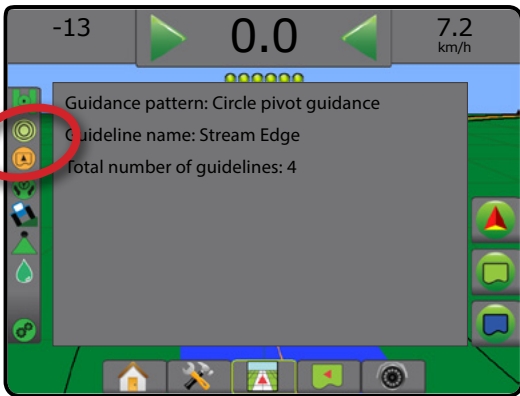 -13
0.0
7.2
km/h
Guidance pattern: Circle pivot guidance
Guideline name: Stream Edge
Total number of guidelines: 4